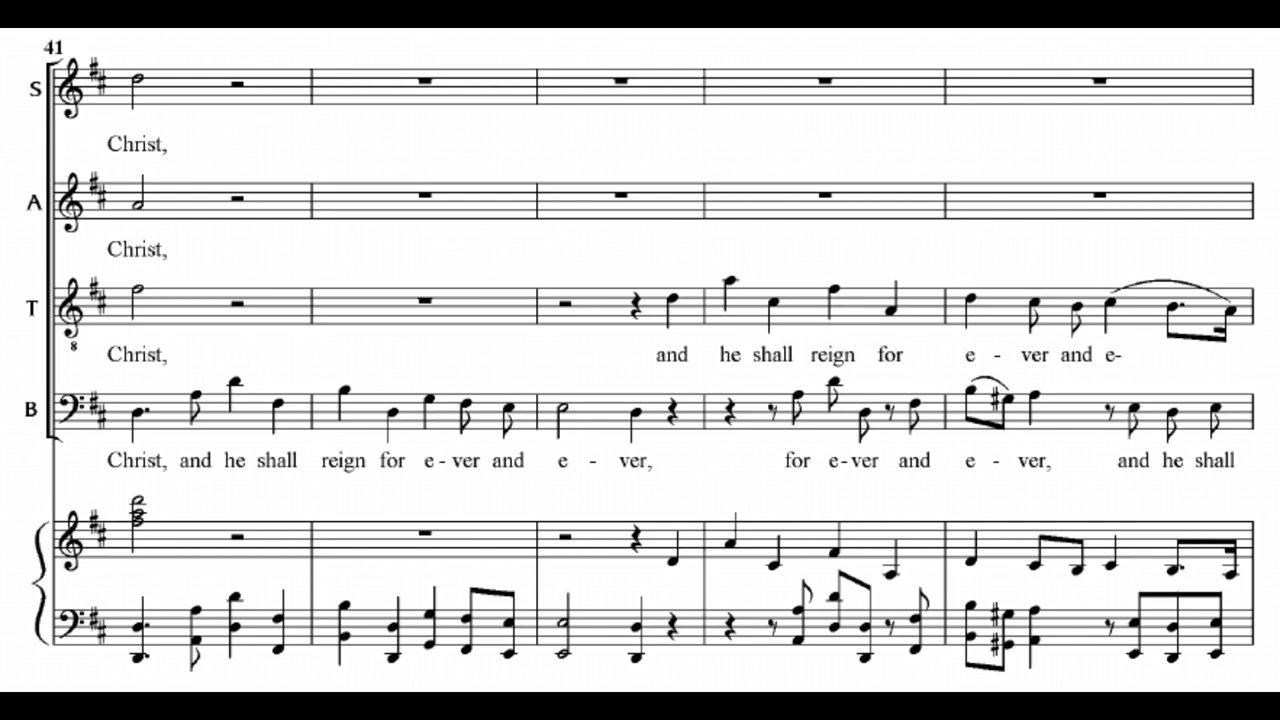 41
S
Christ,
A
Christ,
T
8
Christ, and he shall reign for e - ver and e-
B
Christ, and he shall reign for e - ver and e - ver, for e - ver and e - ver, and he shall